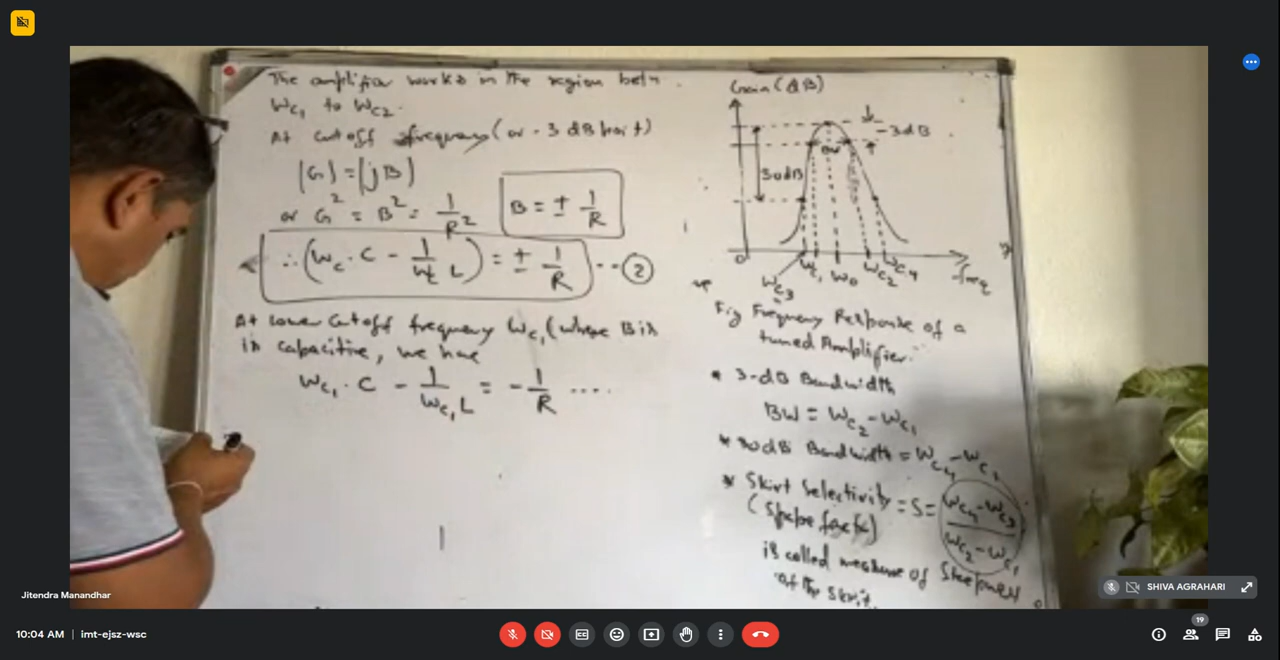 The amplifier works in the region betn.
Wc1 to Wc2.
At cutoff frequency (or -3 dB point)
|G| = |jB|
or G² = B² = 1/R²
B = ± 1/R
∴ (Wc . C - 1/(Wc L)) = ± 1/R -- (2)
At lower cutoff frequency Wc1 (where B is
is capacitive, we have
Wc1 . C - 1/(Wc1 L) = - 1/R ....
Gain (dB)
-3dB
BW
30dB
0
Wc3 Wc1 W0 Wc2 Wc4 freq
Fig Frequency Response of a
tuned Amplifier.
* 3-dB Bandwidth
BW = Wc2 - Wc1
* 30dB Bandwidth = Wc4 - Wc3
* Skirt Selectivity = S = (Wc4 - Wc3)/(Wc2 - Wc1)
(Shape factor)
is called measure of Steepness
of the Skirt.
Jitendra Manandhar
SHIVA AGRAHARI
10:04 AM | imt-ejsz-wsc
19